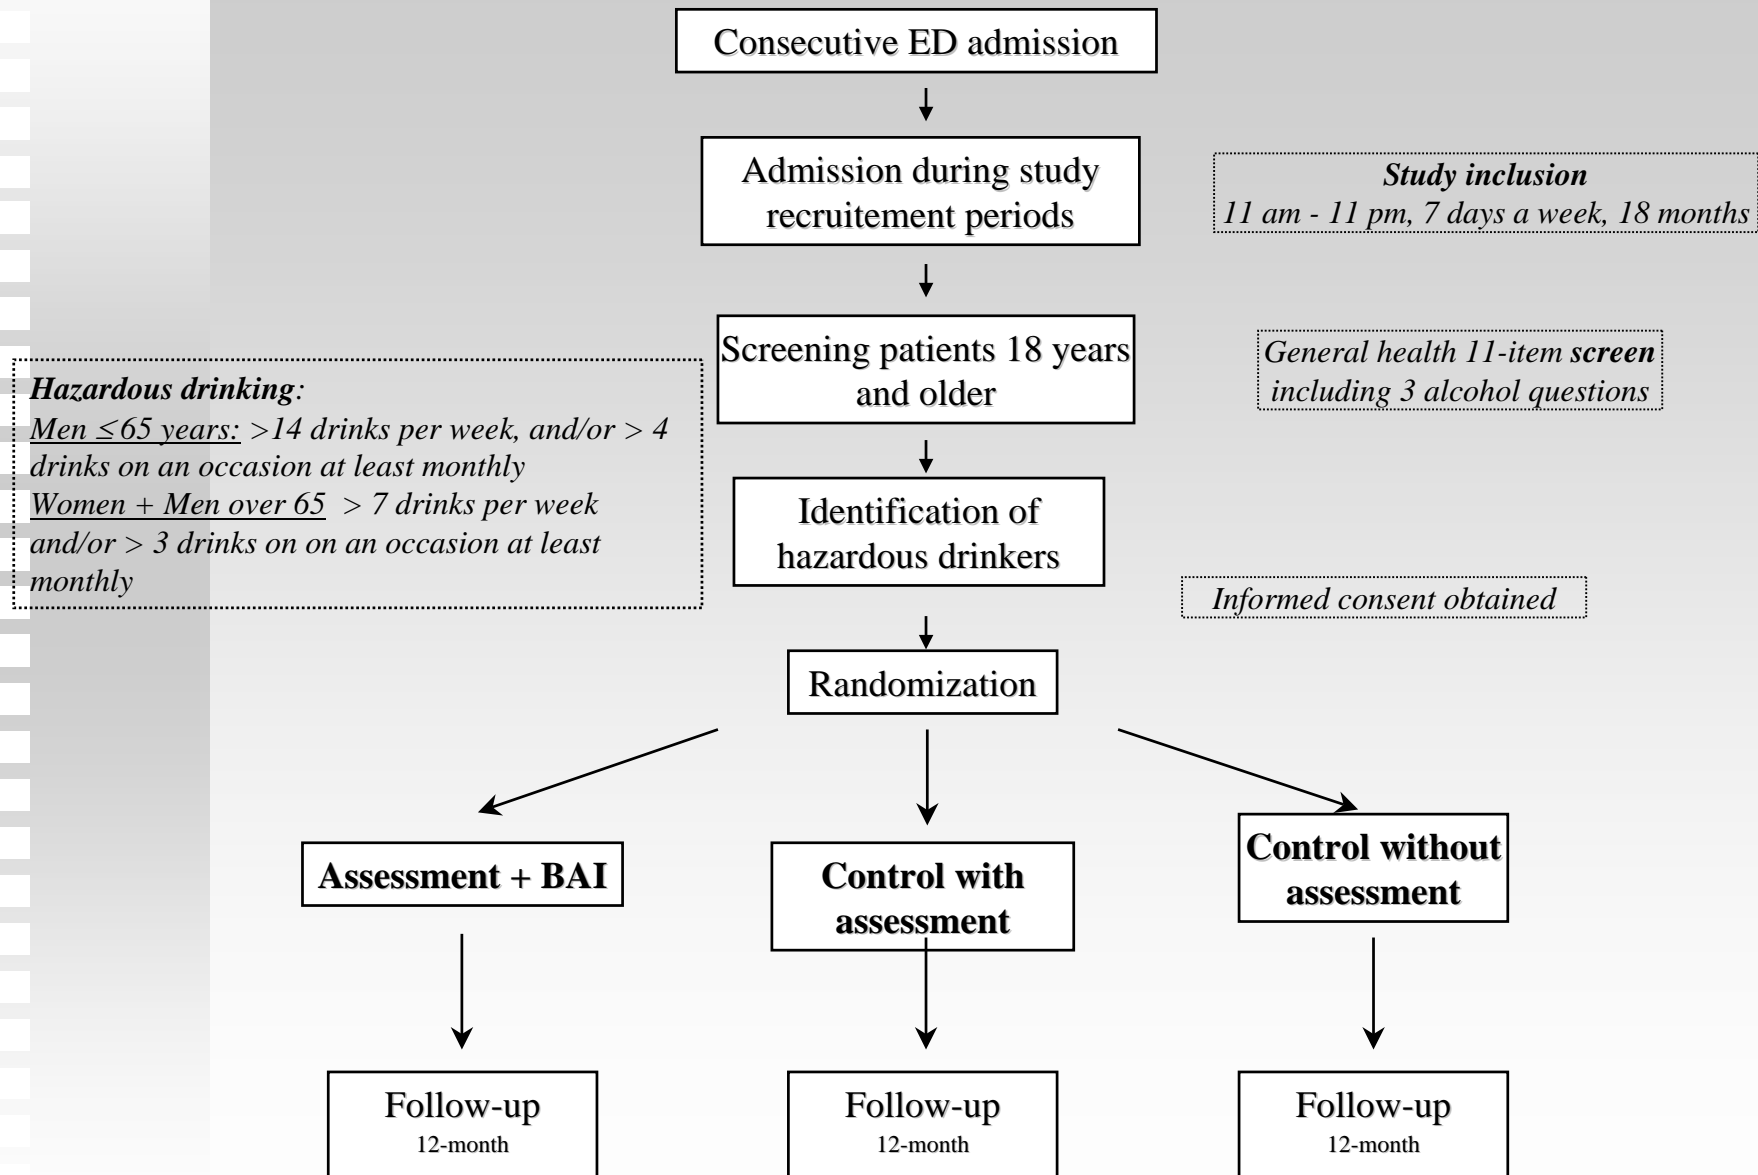 Consecutive ED admission
Admission during study
recruitement periods
Study inclusion
11 am - 11 pm, 7 days a week, 18 months
Screening patients 18 years
and older
General health 11-item screen
including 3 alcohol questions
Hazardous drinking:
Men ≤65 years: >14 drinks per week, and/or > 4
drinks on an occasion at least monthly
Women + Men over 65 > 7 drinks per week
and/or > 3 drinks on on an occasion at least
monthly
Identification of
hazardous drinkers
Informed consent obtained
Randomization
Assessment + BAI
Control with
assessment
Control without
assessment
Follow-up
12-month
Follow-up
12-month
Follow-up
12-month